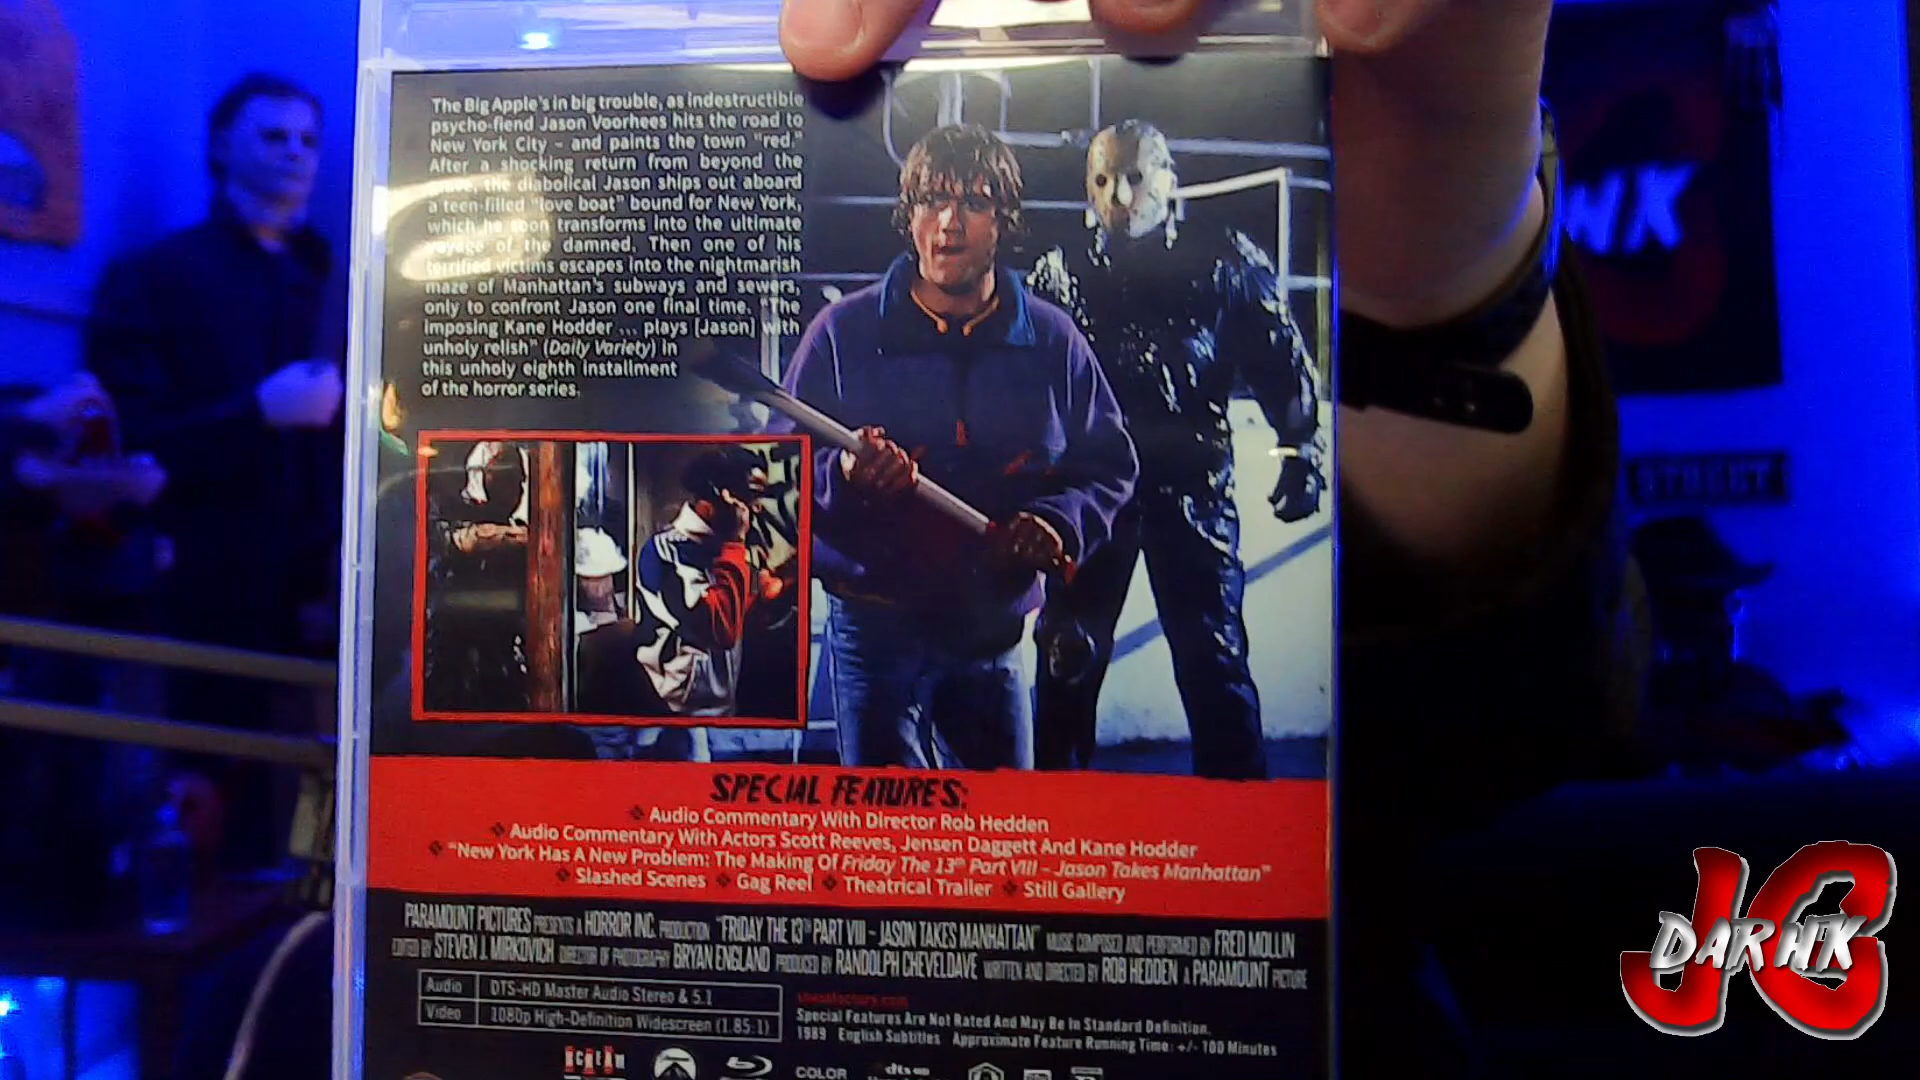 The Big Apple's in big trouble, as indestructible
psycho-fiend Jason Voorhees hits the road to
New York City – and paints the town "red."
After a shocking return from beyond the
the diabolical Jason ships out aboard
a teen-filled "love boat" bound for New York,
which he soon transforms into the ultimate
voyage of the damned. Then one of his
terrified victims escapes into the nightmarish
maze of Manhattan's subways and sewers,
only to confront Jason one final time. "The
imposing Kane Hodder ... plays [Jason] with
unholy relish" (Daily Variety) in
this unholy eighth installment
of the horror series.
SPECIAL FEATURES:
Audio Commentary With Director Rob Hedden
Audio Commentary With Actors Scott Reeves, Jensen Daggett And Kane Hodder
"New York Has A New Problem: The Making Of Friday The 13th Part VIII – Jason Takes Manhattan"
Slashed Scenes Gag Reel Theatrical Trailer Still Gallery
PARAMOUNT PICTURES PRESENTS A HORROR INC. PRODUCTION "FRIDAY THE 13TH PART VIII – JASON TAKES MANHATTAN" MUSIC COMPOSED AND PERFORMED BY FRED MOLLIN
EDITED BY STEVEN J. MIRKOVICH DIRECTOR OF PHOTOGRAPHY BRYAN ENGLAND PRODUCED BY RANDOLPH CHEVELDAVE WRITTEN AND DIRECTED BY ROB HEDDEN A PARAMOUNT PICTURE
Audio DTS-HD Master Audio Stereo & 5.1
Video 1080p High-Definition Widescreen (1.85:1)
Special Features Are Not Rated And May Be In Standard Definition.
1989 English Subtitles Approximate Feature Running Time: +/- 100 Minutes
SCREAM
COLOR
dts
STREET
JC
DARHK